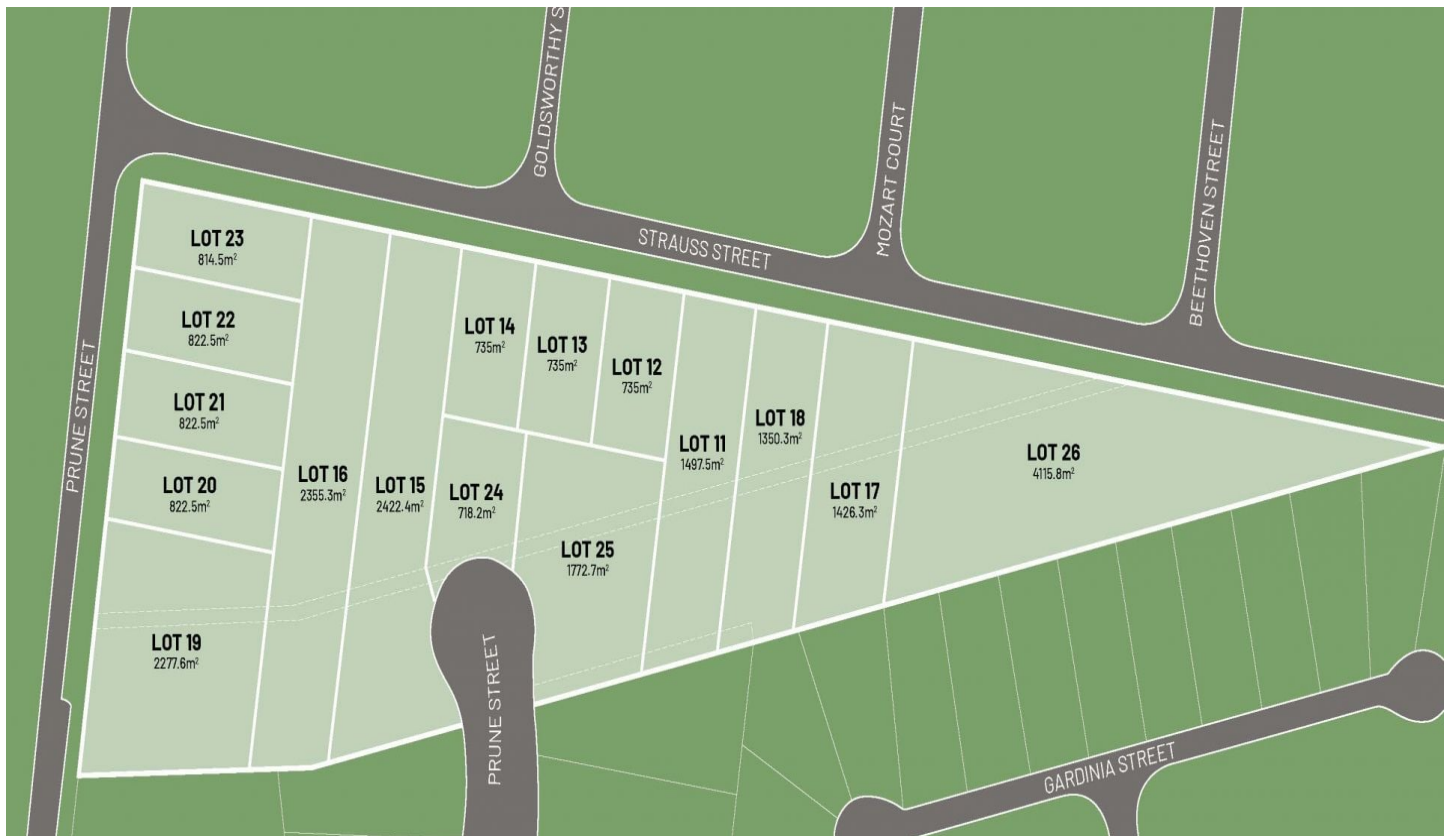 GOLDSWORTHY S
STRAUSS STREET
MOZART COURT
BEETHOVEN STREET
PRUNE STREET
LOT 23
814.5m²
LOT 22
822.5m²
LOT 21
822.5m²
LOT 20
822.5m²
LOT 19
2277.6m²
LOT 16
2355.3m²
LOT 15
2422.4m²
LOT 14
735m²
LOT 13
735m²
LOT 12
735m²
LOT 24
718.2m²
LOT 25
1772.7m²
LOT 11
1497.5m²
LOT 18
1350.3m²
LOT 17
1426.3m²
LOT 26
4115.8m²
PRUNE STREET
GARDINIA STREET